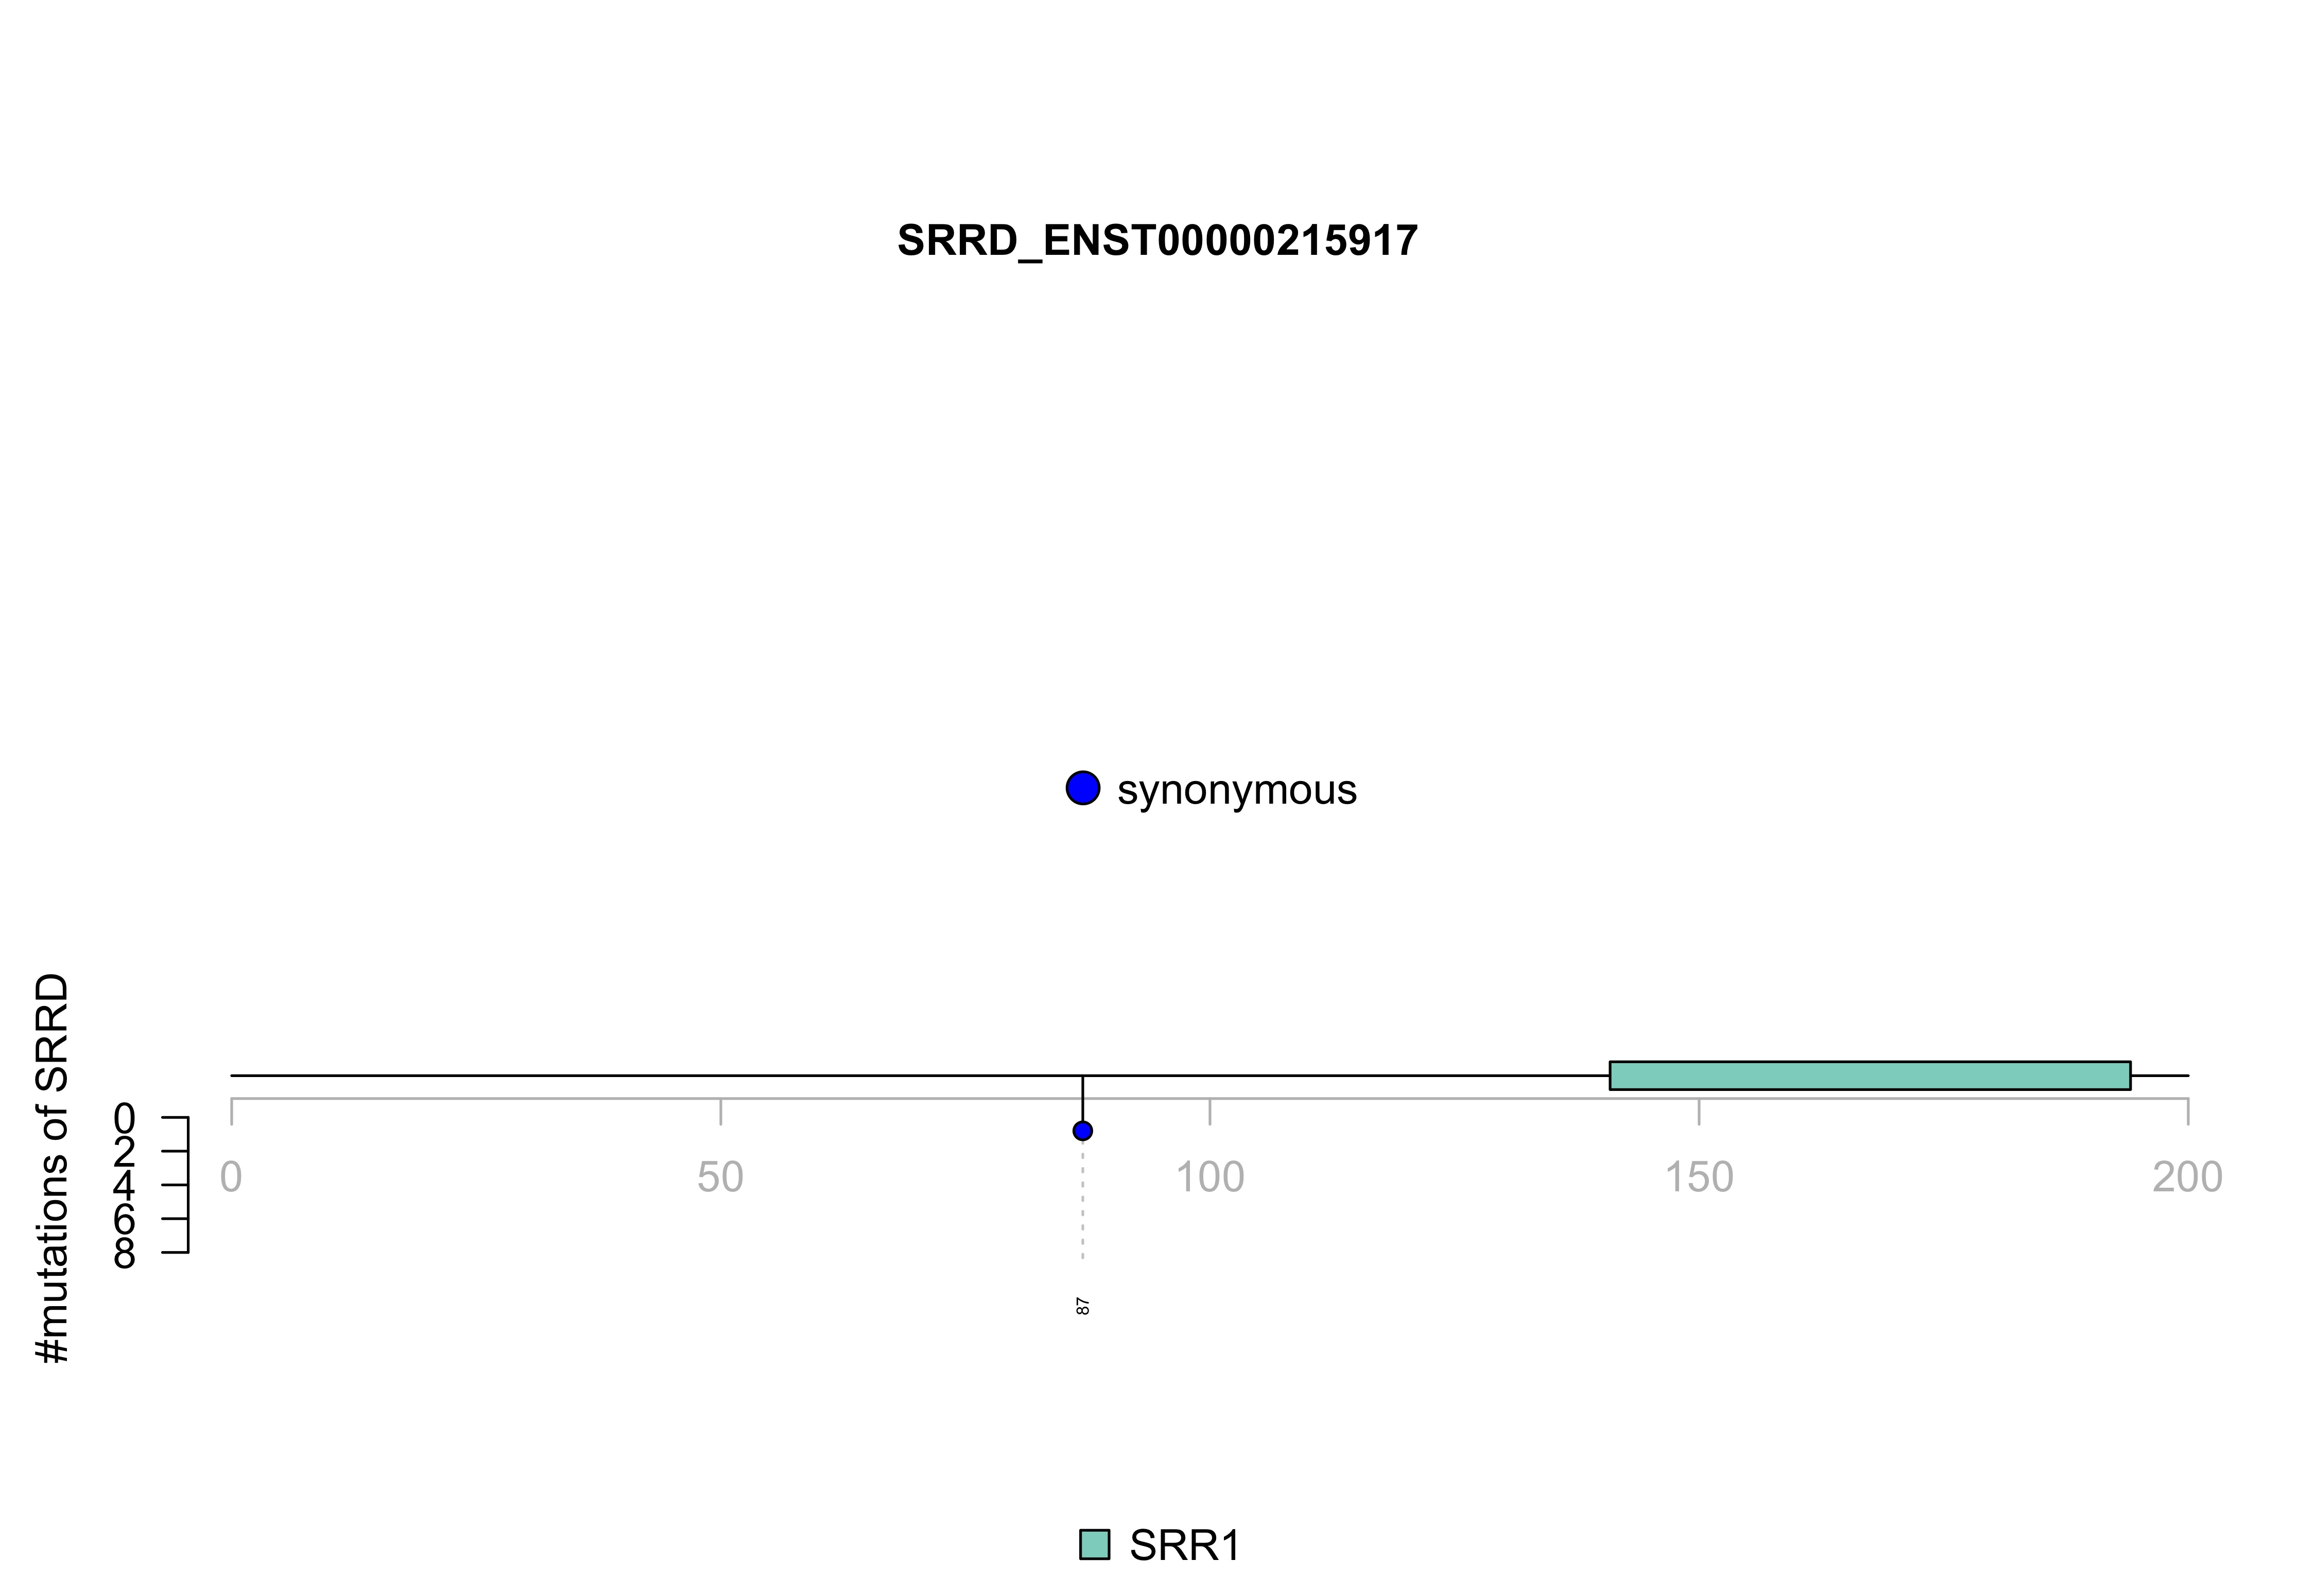 SRRD_ENST00000215917
synonymous
#mutations of SRRD
0
2
4
6
8
0 50 100 150 200
87
SRR1